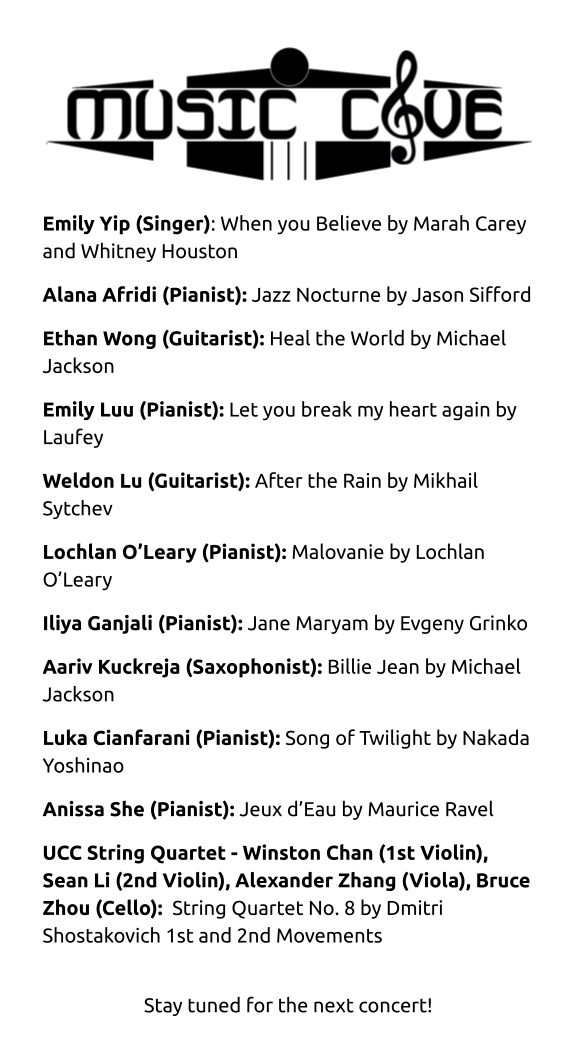 MUSIC CAVE
Emily Yip (Singer): When you Believe by Marah Carey
and Whitney Houston
Alana Afridi (Pianist): Jazz Nocturne by Jason Sifford
Ethan Wong (Guitarist): Heal the World by Michael
Jackson
Emily Luu (Pianist): Let you break my heart again by
Laufey
Weldon Lu (Guitarist): After the Rain by Mikhail
Sytchev
Lochlan O’Leary (Pianist): Malovanie by Lochlan
O’Leary
Iliya Ganjali (Pianist): Jane Maryam by Evgeny Grinko
Aariv Kuckreja (Saxophonist): Billie Jean by Michael
Jackson
Luka Cianfarani (Pianist): Song of Twilight by Nakada
Yoshinao
Anissa She (Pianist): Jeux d’Eau by Maurice Ravel
UCC String Quartet - Winston Chan (1st Violin),
Sean Li (2nd Violin), Alexander Zhang (Viola), Bruce
Zhou (Cello): String Quartet No. 8 by Dmitri
Shostakovich 1st and 2nd Movements
Stay tuned for the next concert!